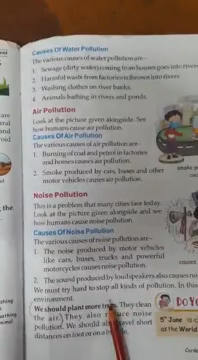 Causes Of Water Pollution
The various causes of water pollution are–
1. Sewage (dirty water) coming from houses goes into rivers
2. Harmful waste from factories is thrown into rivers
3. Washing clothes on river banks.
4. Animals bathing in rivers and ponds.
Air Pollution
Look at the picture given alongside. See
how humans cause air pollution.
Causes Of Air Pollution
The various causes of air pollution are–
1. Burning of coal and petrol in factories
and homes causes air pollution.
2. Smoke produced by cars, buses and other
motor vehicles causes air pollution.
Noise Pollution
This is a problem that many cities face today.
Look at the picture given alongside and see
how humans cause noise pollution.
Causes Of Noise Pollution
The various causes of noise pollution are–
1. The noise produced by motor vehicles
like cars, buses, trucks and powerful
motorcycles causes noise pollution.
2. The sound produced by loud speakers also causes
We must try hard to stop all kinds of pollution. In this
environment.
We should plant more They clean
the air. They also noise
pollution. We should travel short
distances on foot or on a
smoke
causes
DO YO
5th June is
as the World